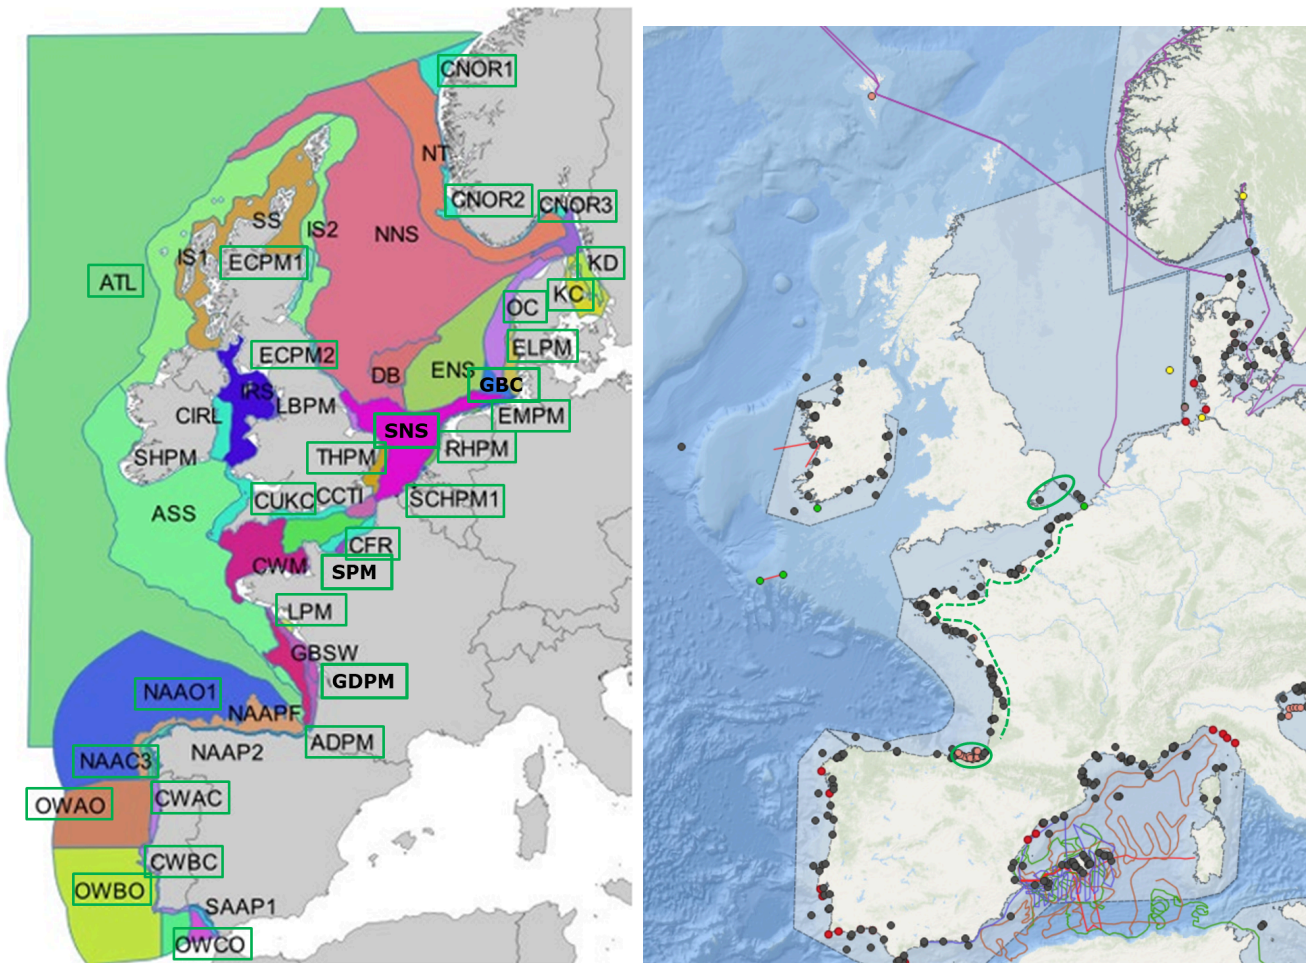 CNOR1
NT
CNOR2
CNOR3
SS
IS2
NNS
IS1
ECPM1
KD
ATL
KC
OC
ELPM
ECPM2
DB
ENS
GBC
IRS
LBPM
CIRL
EMPM
SNS
RHPM
SHPM
THPM
CUKC
CCTI
SCHPM1
ASS
CFR
CWM
SPM
LPM
GBSW
GDPM
NAAO1
NAAPF
ADPM
NAAP2
NAAC3
OWAO
CWAC
CWBC
OWBO
SAAP1
OWCO